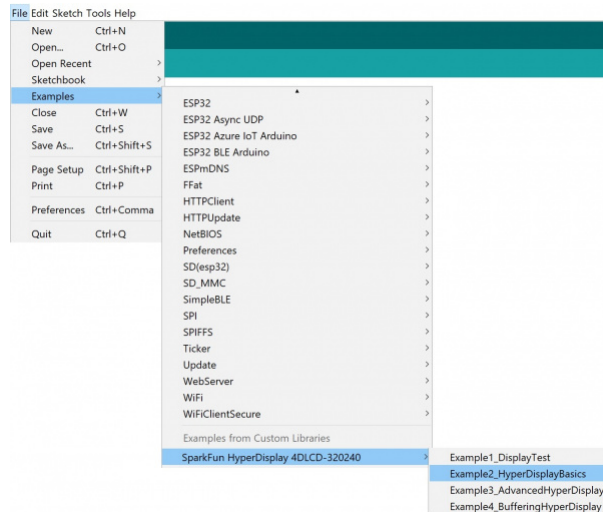 File Edit Sketch Tools Help
New Ctrl+N
Open... Ctrl+O
Open Recent >
Sketchbook >
Examples >
Close Ctrl+W
Save Ctrl+S
Save As... Ctrl+Shift+S
Page Setup Ctrl+Shift+P
Print Ctrl+P
Preferences Ctrl+Comma
Quit Ctrl+Q
ESP32 >
ESP32 Async UDP >
ESP32 Azure IoT Arduino >
ESP32 BLE Arduino >
ESPmDNS >
FFat >
HTTPClient >
HTTPUpdate >
NetBIOS >
Preferences >
SD(esp32) >
SD_MMC >
SimpleBLE >
SPI >
SPIFFS >
Ticker >
Update >
WebServer >
WiFi >
WiFiClientSecure >
Examples from Custom Libraries
SparkFun HyperDisplay 4DLCD-320240 >
Example1_DisplayTest
Example2_HyperDisplayBasics
Example3_AdvancedHyperDisplay
Example4_BufferingHyperDisplay